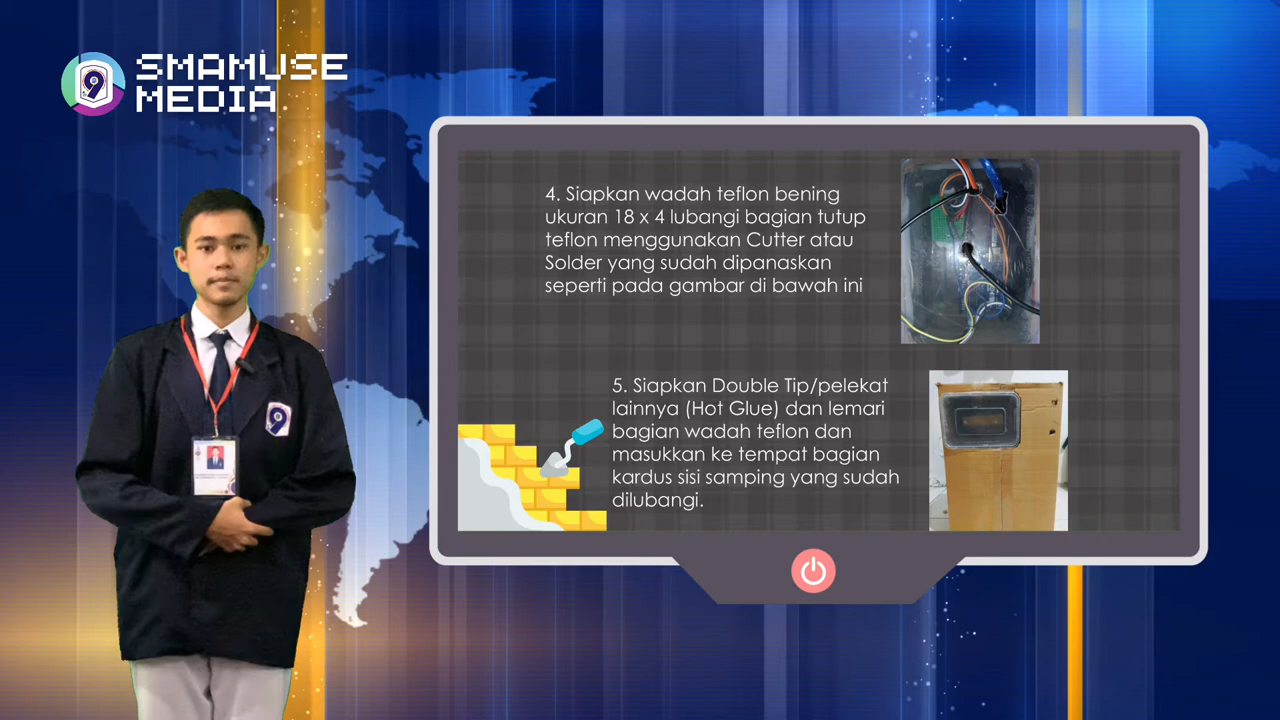 SMAMUSE
MEDIA
9
4. Siapkan wadah teflon bening
ukuran 18 x 4 lubangi bagian tutup
teflon menggunakan Cutter atau
Solder yang sudah dipanaskan
seperti pada gambar di bawah ini
5. Siapkan Double Tip/pelekat
lainnya (Hot Glue) dan lemari
bagian wadah teflon dan
masukkan ke tempat bagian
kardus sisi samping yang sudah
dilubangi.
9